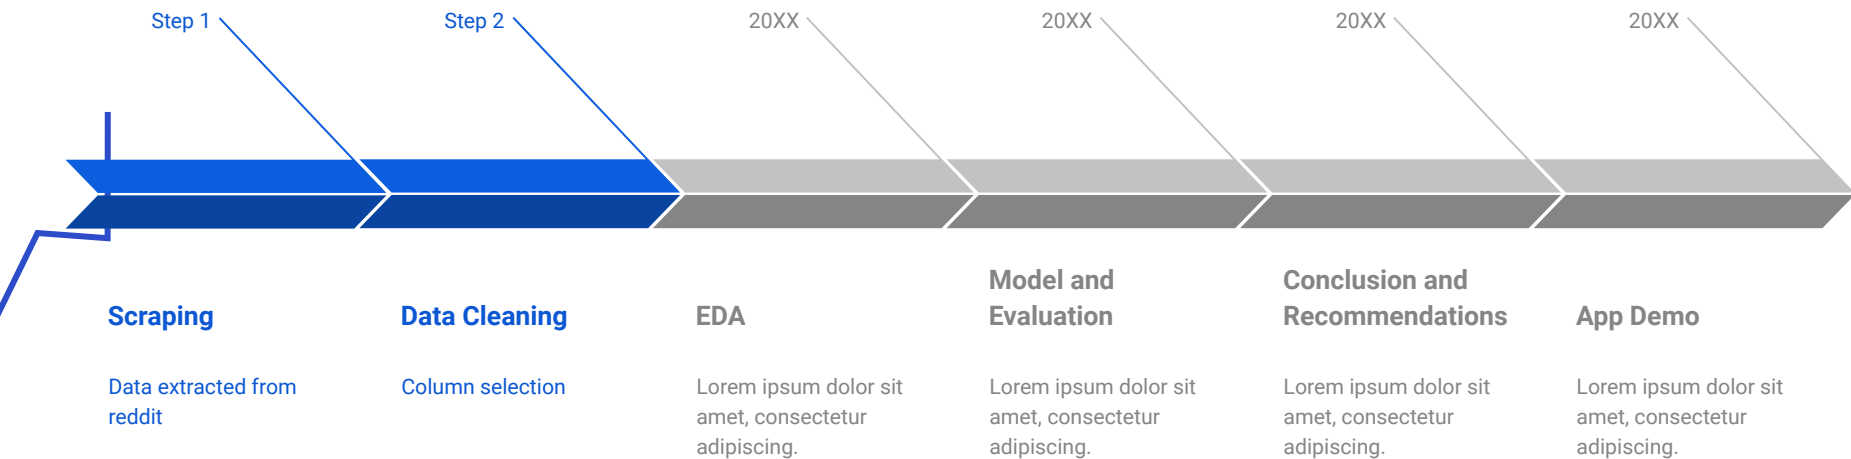 Step 1
Step 2
20XX
20XX
20XX
20XX
Scraping
Data Cleaning
EDA
Model and
Evaluation
Conclusion and
Recommendations
App Demo
Data extracted from
reddit
Column selection
Lorem ipsum dolor sit
amet, consectetur
adipiscing.
Lorem ipsum dolor sit
amet, consectetur
adipiscing.
Lorem ipsum dolor sit
amet, consectetur
adipiscing.
Lorem ipsum dolor sit
amet, consectetur
adipiscing.